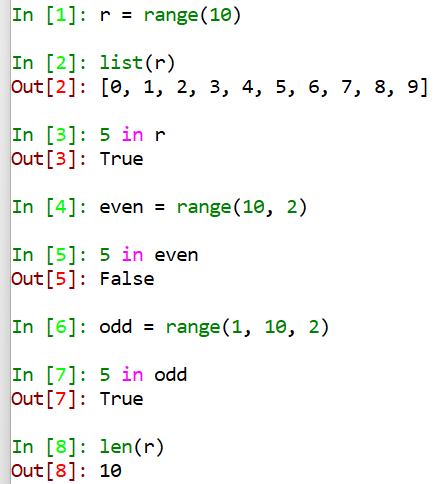 In [1]: r = range(10)
In [2]: list(r)
Out[2]: [0, 1, 2, 3, 4, 5, 6, 7, 8, 9]
In [3]: 5 in r
Out[3]: True
In [4]: even = range(10, 2)
In [5]: 5 in even
Out[5]: False
In [6]: odd = range(1, 10, 2)
In [7]: 5 in odd
Out[7]: True
In [8]: len(r)
Out[8]: 10